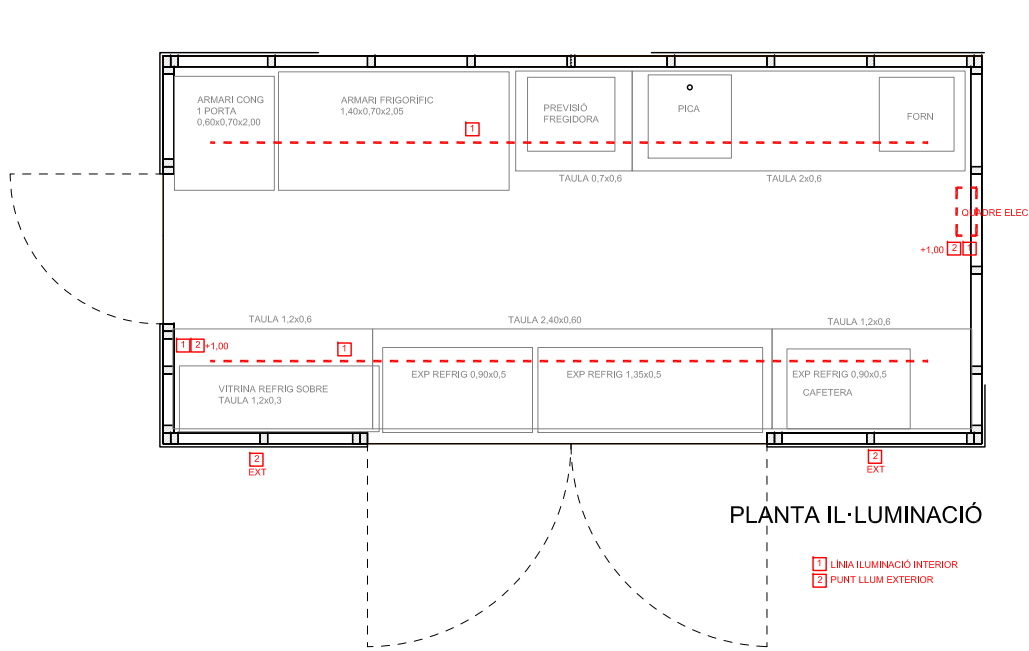 ARMARI CONG
1 PORTA
0,60x0,70x2,00
ARMARI FRIGORÍFIC
1,40x0,70x2,05
1
PREVISIÓ
FREGIDORA
PICA
FORN
TAULA 0,7x0,6
TAULA 2x0,6
QUADRE ELEC
+1,00 2 1
TAULA 1,2x0,6
TAULA 2,40x0,60
TAULA 1,2x0,6
1 2 +1,00
1
EXP REFRIG 0,90x0,5
EXP REFRIG 1,35x0,5
EXP REFRIG 0,90x0,5
CAFETERA
VITRINA REFRIG SOBRE
TAULA 1,2x0,3
2
EXT
2
EXT
PLANTA IL·LUMINACIÓ
1 LÍNIA ILUMINACIÓ INTERIOR
2 PUNT LLUM EXTERIOR